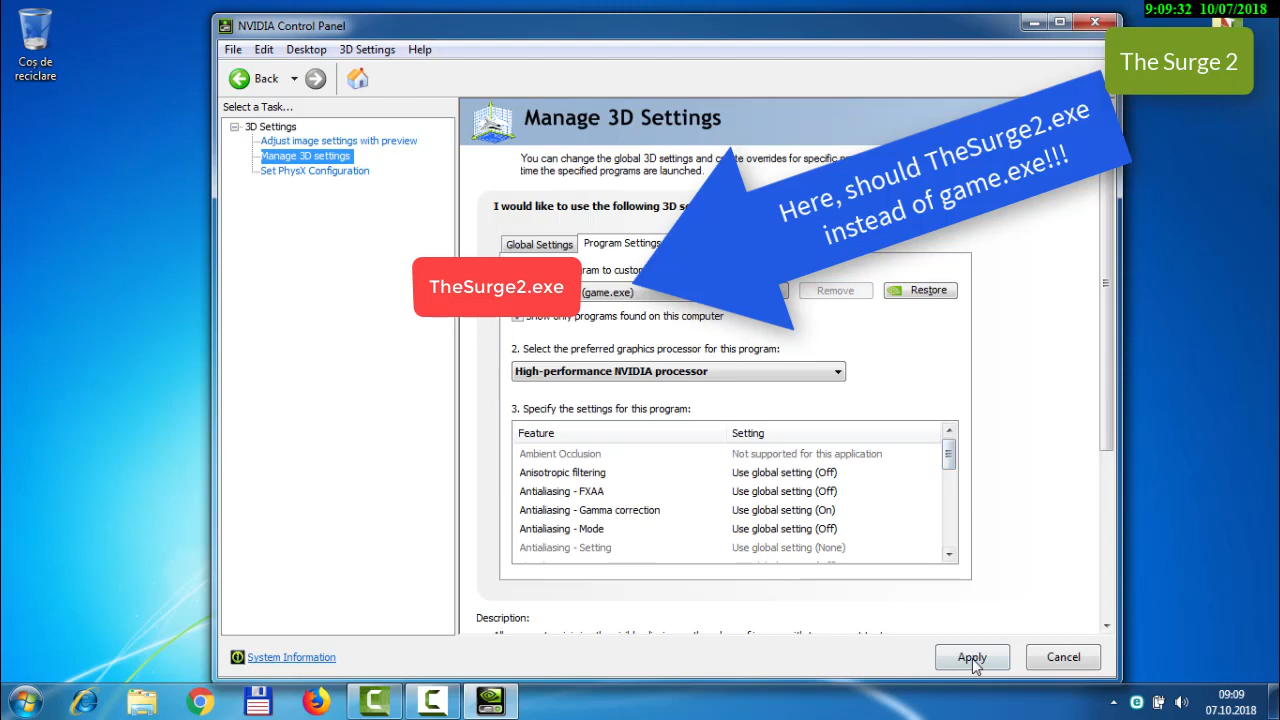 9:09:32 10/07/2018
Coș de
reciclare
NVIDIA Control Panel
The Surge 2
File Edit Desktop 3D Settings Help
Back
Select a Task...
3D Settings
Adjust image settings with preview
Manage 3D settings
Set PhysX Configuration
Manage 3D Settings
Here, should TheSurge2.exe
instead of game.exe!!!
You can change the global 3D settings and create overrides for specific
time the specified programs are launched.
I would like to use the following 3D
Global Settings Program Settings
to
TheSurge2.exe
(game.exe)
Remove Restore
Show only programs found on this computer
2. Select the preferred graphics processor for this program:
High-performance NVIDIA processor
3. Specify the settings for this program:
Feature Setting
Ambient Occlusion Not supported for this application
Anisotropic filtering Use global setting (Off)
Antialiasing - FXAA Use global setting (Off)
Antialiasing - Gamma correction Use global setting (On)
Antialiasing - Mode Use global setting (Off)
Antialiasing - Setting Use global setting (None)
Description:
System Information
Apply Cancel
09:09
07.10.2018